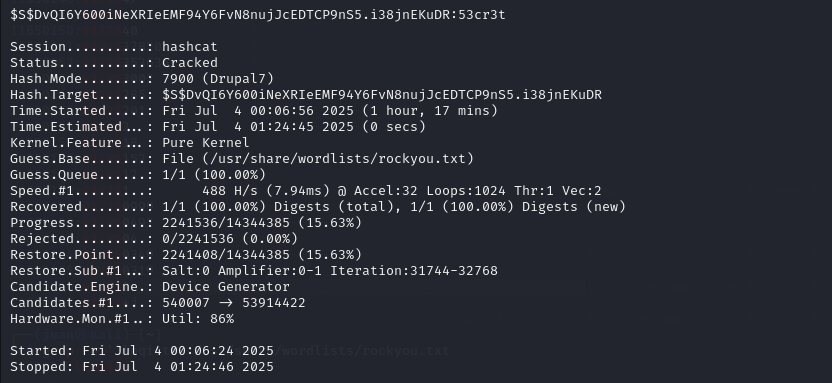 $S$DvQI6Y600iNeXRIeEMF94Y6FvN8nujJcEDTCP9nS5.i38jnEKuDR:53cr3t
Session..........: hashcat
Status...........: Cracked
Hash.Mode........: 7900 (Drupal7)
Hash.Target......: $S$DvQI6Y600iNeXRIeEMF94Y6FvN8nujJcEDTCP9nS5.i38jnEKuDR
Time.Started.....: Fri Jul  4 00:06:56 2025 (1 hour, 17 mins)
Time.Estimated...: Fri Jul  4 01:24:45 2025 (0 secs)
Kernel.Feature...: Pure Kernel
Guess.Base.......: File (/usr/share/wordlists/rockyou.txt)
Guess.Queue......: 1/1 (100.00%)
Speed.#1.........:      488 H/s (7.94ms) @ Accel:32 Loops:1024 Thr:1 Vec:2
Recovered........: 1/1 (100.00%) Digests (total), 1/1 (100.00%) Digests (new)
Progress.........: 2241536/14344385 (15.63%)
Rejected.........: 0/2241536 (0.00%)
Restore.Point....: 2241408/14344385 (15.63%)
Restore.Sub.#1...: Salt:0 Amplifier:0-1 Iteration:31744-32768
Candidate.Engine.: Device Generator
Candidates.#1....: 540007 -> 53914422
Hardware.Mon.#1..: Util: 86%
Started: Fri Jul  4 00:06:24 2025
Stopped: Fri Jul  4 01:24:46 2025